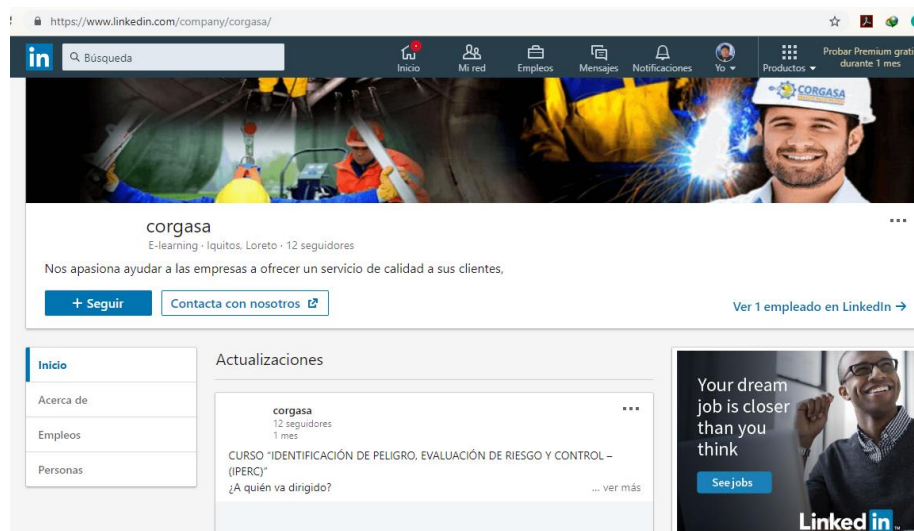 https://www.linkedin.com/company/corgasa/
in
Búsqueda
Inicio
Mi red
Empleos
Mensajes
Notificaciones
Yo
Productos
Probar Premium grati
durante 1 mes
CORGASA
corgasa
E-learning · Iquitos, Loreto · 12 seguidores
Nos apasiona ayudar a las empresas a ofrecer un servicio de calidad a sus clientes,
+ Seguir
Contacta con nosotros
Ver 1 empleado en LinkedIn →
Inicio
Acerca de
Empleos
Personas
Actualizaciones
corgasa
12 seguidores
1 mes
CURSO “IDENTIFICACIÓN DE PELIGRO, EVALUACIÓN DE RIESGO Y CONTROL –
(IPERC)”
¿A quién va dirigido?
... ver más
Your dream
job is closer
than you
think
See jobs
Linked in